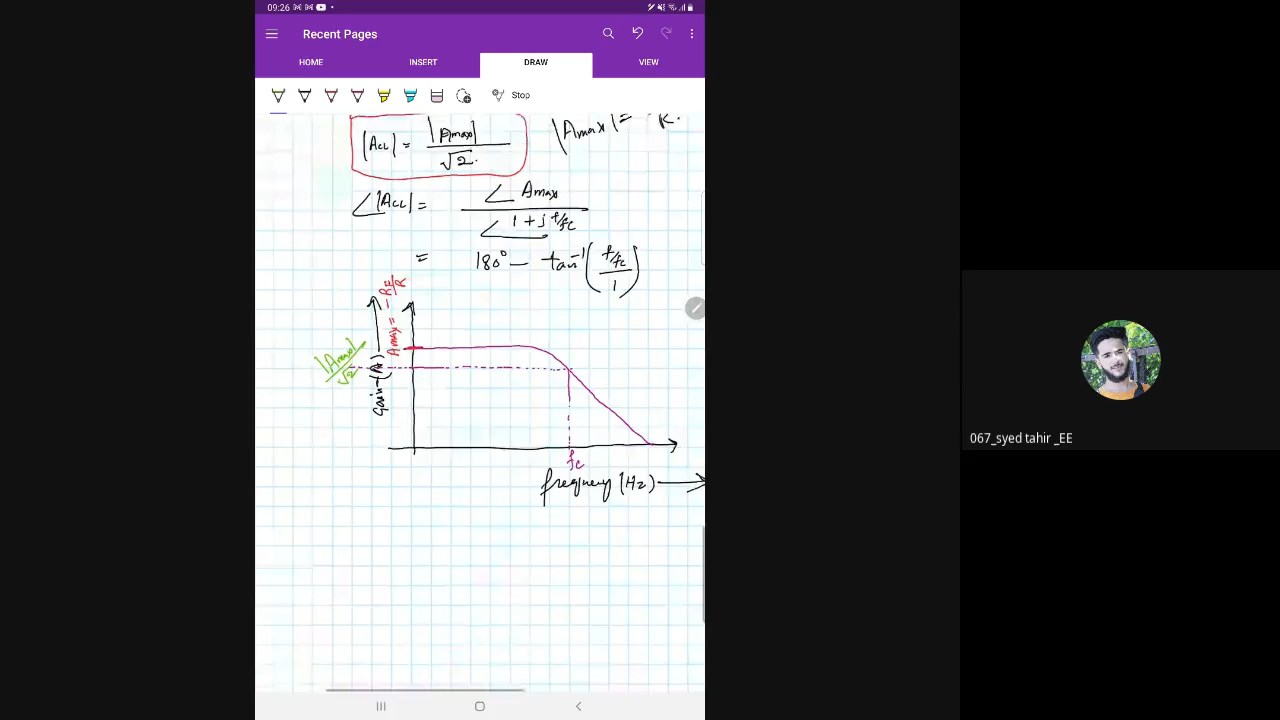 09:26
Recent Pages
HOME INSERT DRAW VIEW
Stop
|ACL| = |Amax| / √2.
|Amax| = R.
∠|ACL| = ∠Amax / ∠1 + j f/fc
= 180° – tan⁻¹ (f/fc / 1)
Amax = - RF/R
|Amax| / √2
Gain (A)
fc
frequency (Hz) →
067_syed tahir _EE